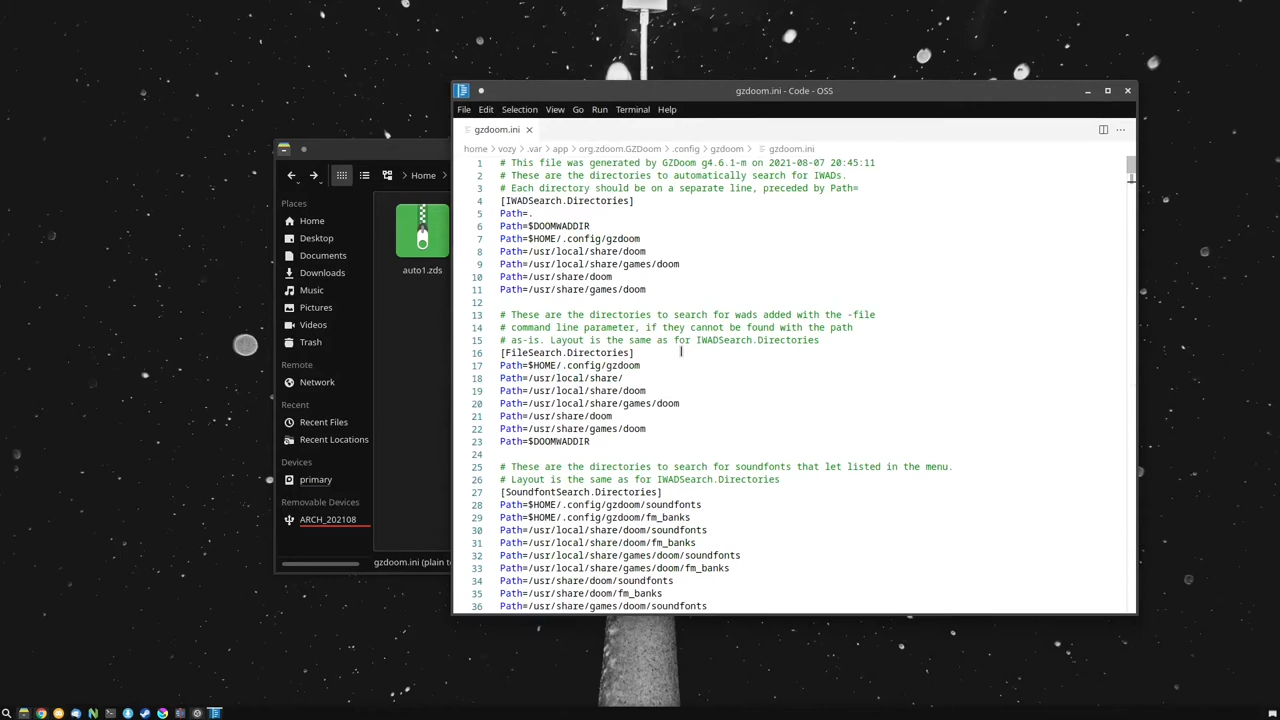 gzdoom.ini - Code - OSS
File Edit Selection View Go Run Terminal Help
gzdoom.ini
home vozy .var app org.zdoom.GZDoom .config gzdoom gzdoom.ini
1 # This file was generated by GZDoom g4.6.1-m on 2021-08-07 20:45:11
2 # These are the directories to automatically search for IWADs.
3 # Each directory should be on a separate line, preceded by Path=
4 [IWADSearch.Directories]
5 Path=.
6 Path=$DOOMWADDIR
7 Path=$HOME/.config/gzdoom
8 Path=/usr/local/share/doom
9 Path=/usr/local/share/games/doom
10 Path=/usr/share/doom
11 Path=/usr/share/games/doom
12
13 # These are the directories to search for wads added with the -file
14 # command line parameter, if they cannot be found with the path
15 # as-is. Layout is the same as for IWADSearch.Directories
16 [FileSearch.Directories]
17 Path=$HOME/.config/gzdoom
18 Path=/usr/local/share/
19 Path=/usr/local/share/doom
20 Path=/usr/local/share/games/doom
21 Path=/usr/share/doom
22 Path=/usr/share/games/doom
23 Path=$DOOMWADDIR
24
25 # These are the directories to search for soundfonts that let listed in the menu.
26 # Layout is the same as for IWADSearch.Directories
27 [SoundfontSearch.Directories]
28 Path=$HOME/.config/gzdoom/soundfonts
29 Path=$HOME/.config/gzdoom/fm_banks
30 Path=/usr/local/share/doom/soundfonts
31 Path=/usr/local/share/doom/fm_banks
32 Path=/usr/local/share/games/doom/soundfonts
33 Path=/usr/local/share/games/doom/fm_banks
34 Path=/usr/share/doom/soundfonts
35 Path=/usr/share/doom/fm_banks
36 Path=/usr/share/games/doom/soundfonts
Home
Places
Home
Desktop
Documents
Downloads
Music
Pictures
Videos
Trash
Remote
Network
Recent
Recent Files
Recent Locations
Devices
primary
Removable Devices
ARCH_202108
auto1.zds
gzdoom.ini (plain te